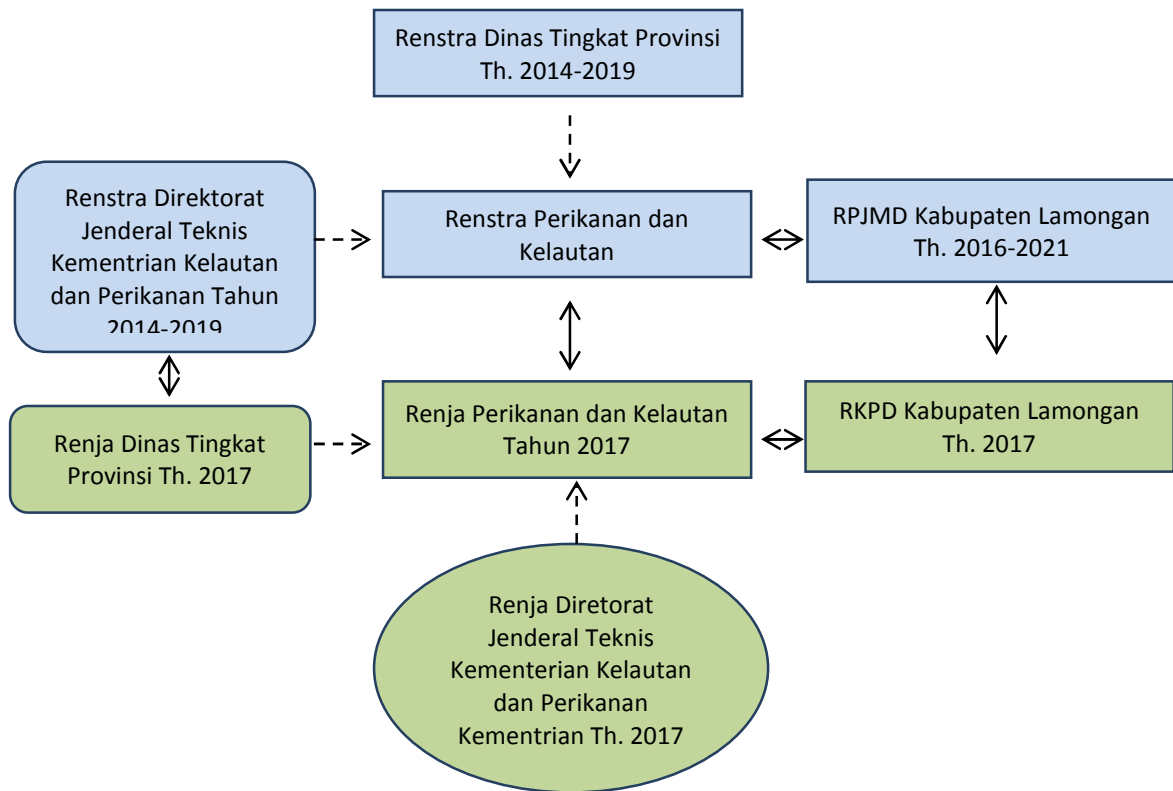 Renstra Dinas Tingkat Provinsi
Th. 2014-2019
Renstra Direktorat
Jenderal Teknis
Kementrian Kelautan
dan Perikanan Tahun
2014-2019
Renstra Perikanan dan
Kelautan
RPJMD Kabupaten Lamongan
Th. 2016-2021
Renja Dinas Tingkat
Provinsi Th. 2017
Renja Perikanan dan Kelautan
Tahun 2017
RKPD Kabupaten Lamongan
Th. 2017
Renja Diretorat
Jenderal Teknis
Kementerian Kelautan
dan Perikanan
Kementrian Th. 2017